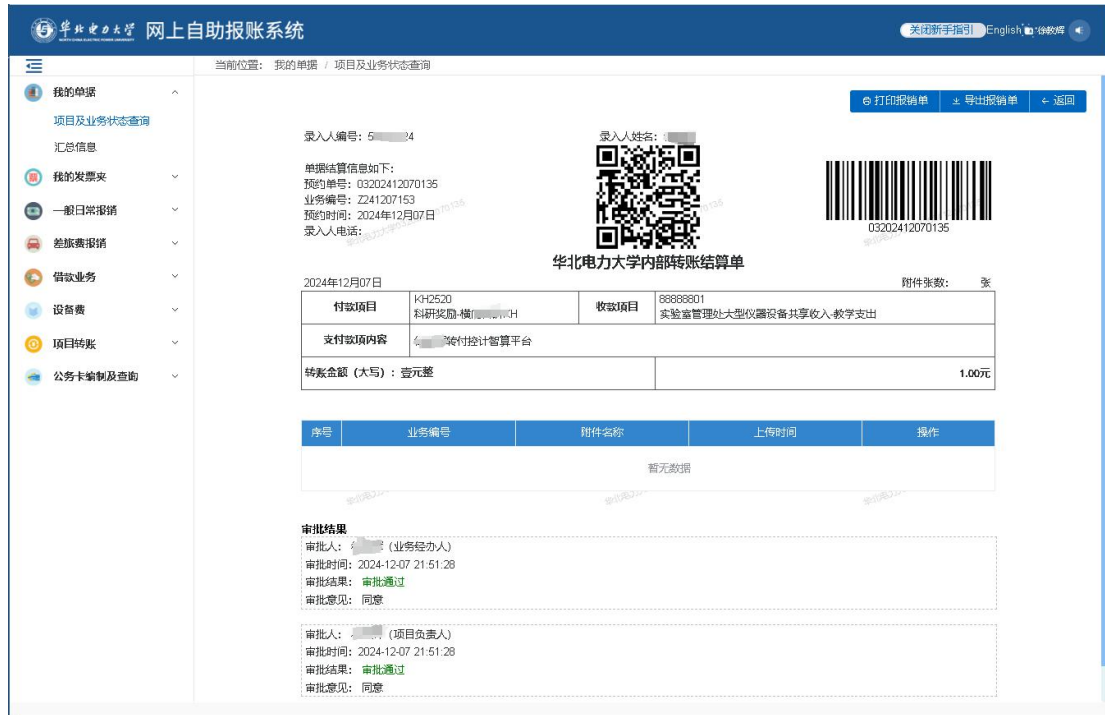 华北电力大学 网上自助报账系统
NORTH CHINA ELECTRIC POWER UNIVERSITY
关闭新手指引 English
当前位置: 我的单据 / 项目及业务状态查询
我的单据
项目及业务状态查询
汇总信息
我的发票夹
一般日常报销
差旅费报销
借款业务
设备费
项目转账
公务卡编制及查询
打印报销单 导出报销单 返回
录入人编号: 5 24 录入人姓名:
单据结算信息如下:
预约单号: 03202412070135
业务编号: Z241207153
预约时间: 2024年12月07日
录入人电话:
03202412070135
华北电力大学内部转账结算单
2024年12月07日 附件张数: 张
付款项目 KH2520 科研奖励-横 KH 收款项目 88888801 实验室管理处大型仪器设备共享收入-教学支出
支付款项内容 转付控计智算平台
转账金额（大写）: 壹元整 1.00元
序号 业务编号 附件名称 上传时间 操作
暂无数据
审批结果
审批人: (业务经办人)
审批时间: 2024-12-07 21:51:28
审批结果: 审批通过
审批意见: 同意
审批人: (项目负责人)
审批时间: 2024-12-07 21:51:28
审批结果: 审批通过
审批意见: 同意